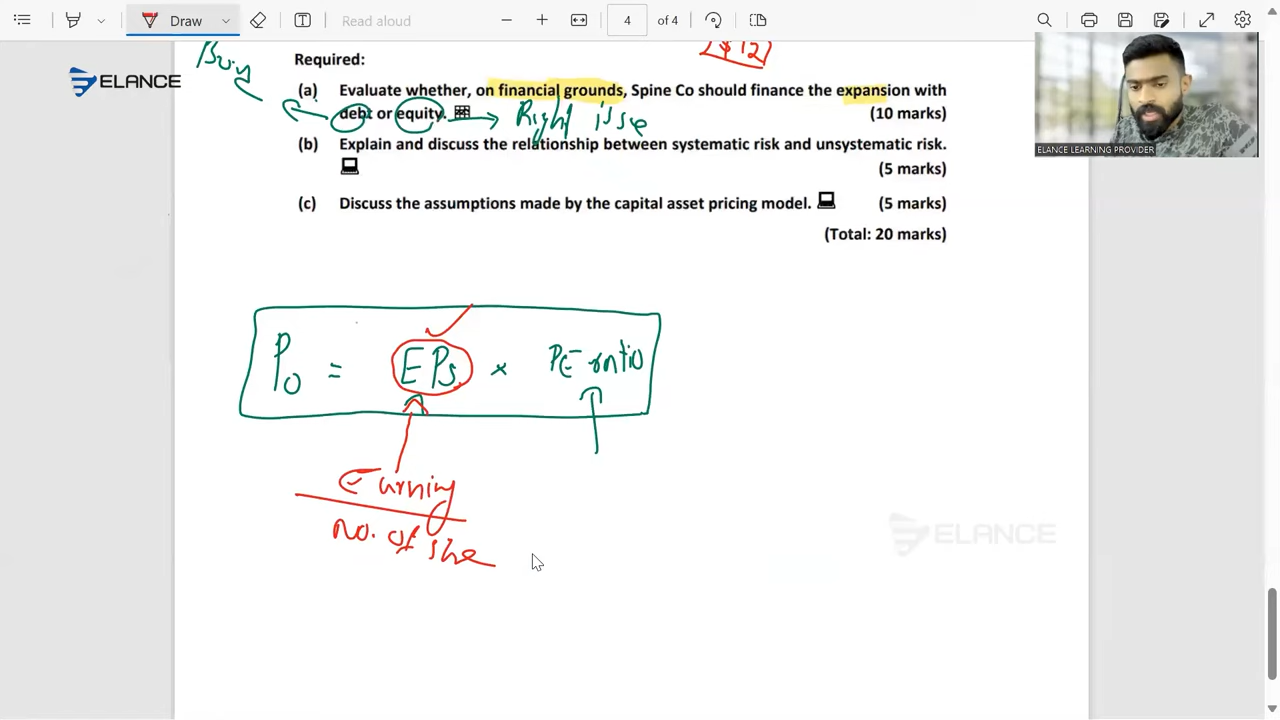 Draw
Read aloud
4 of 4
ELANCE
ELANCE LEARNING PROVIDER
$12
Required:
(a) Evaluate whether, on financial grounds, Spine Co should finance the expansion with
debt or equity. (10 marks)
Right isse
(b) Explain and discuss the relationship between systematic risk and unsystematic risk.
(5 marks)
(c) Discuss the assumptions made by the capital asset pricing model. (5 marks)
(Total: 20 marks)
P0 = EPs × PE ratio
Earning
no. of
ELANCE